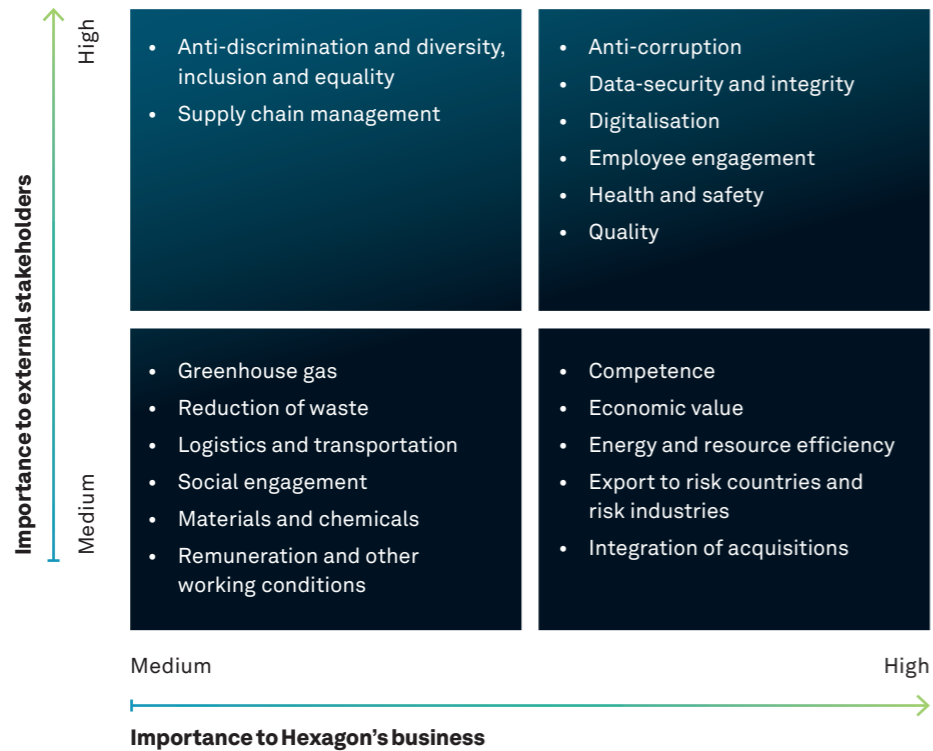 Importance to external stakeholders
High
Medium
• Anti-discrimination and diversity,
inclusion and equality
• Supply chain management
• Anti-corruption
• Data-security and integrity
• Digitalisation
• Employee engagement
• Health and safety
• Quality
• Greenhouse gas
• Reduction of waste
• Logistics and transportation
• Social engagement
• Materials and chemicals
• Remuneration and other
working conditions
• Competence
• Economic value
• Energy and resource efficiency
• Export to risk countries and
risk industries
• Integration of acquisitions
Medium
High
Importance to Hexagon’s business